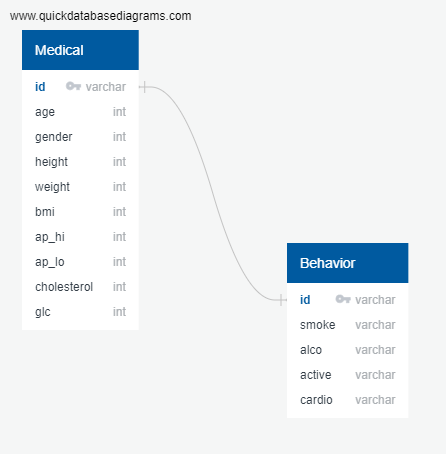 www.quickdatabasediagrams.com
Medical
id varchar
age int
gender int
height int
weight int
bmi int
ap_hi int
ap_lo int
cholesterol int
glc int
Behavior
id varchar
smoke varchar
alco varchar
active varchar
cardio varchar